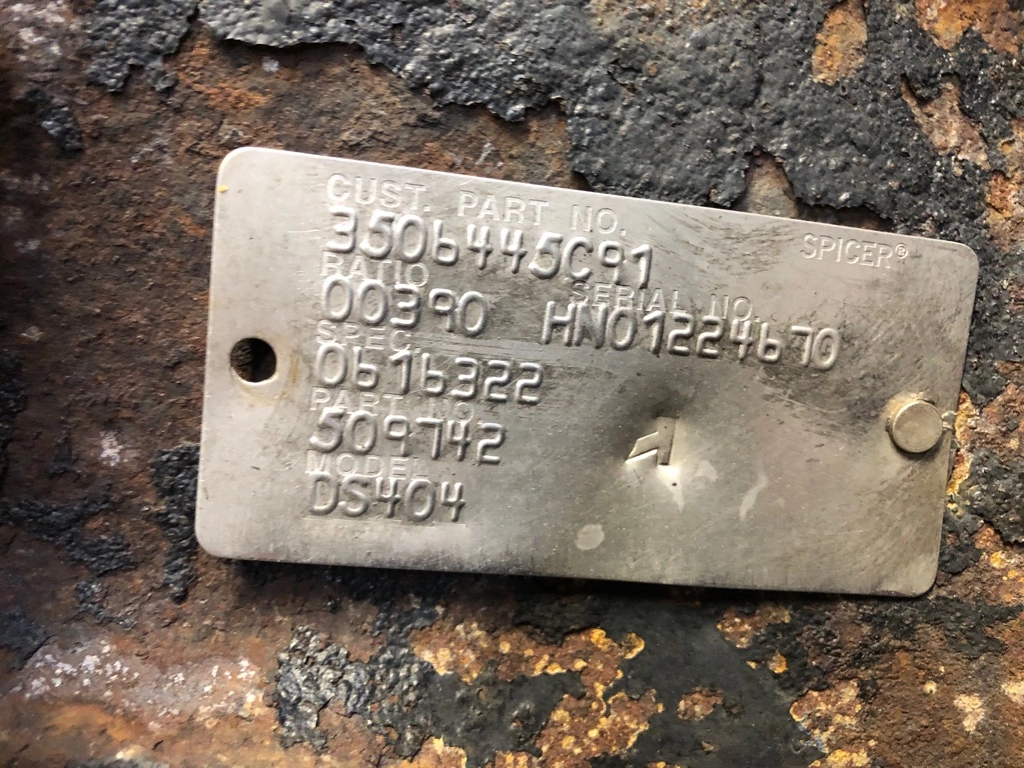 CUST. PART NO.
SPICER®
3506445C91
RATIO SERIAL NO.
00390 HN01224670
SPEC
0616322
PART NO.
509742
MODEL
DS404